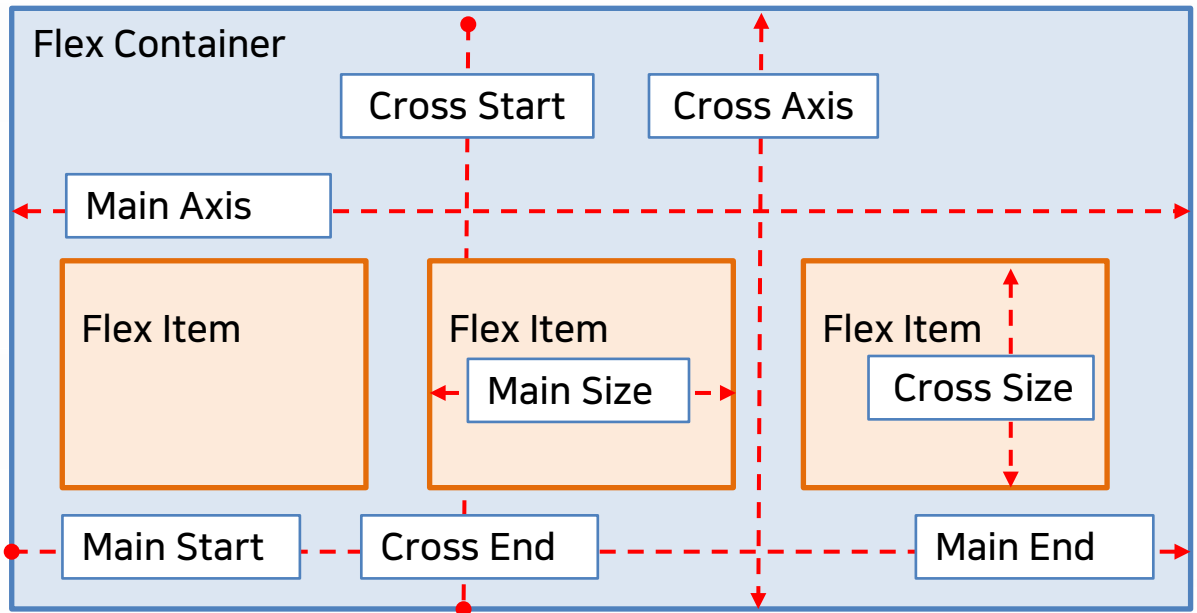 Flex Container
Cross Start
Cross Axis
Main Axis
Flex Item
Flex Item
Flex Item
Main Size
Cross Size
Main Start
Cross End
Main End